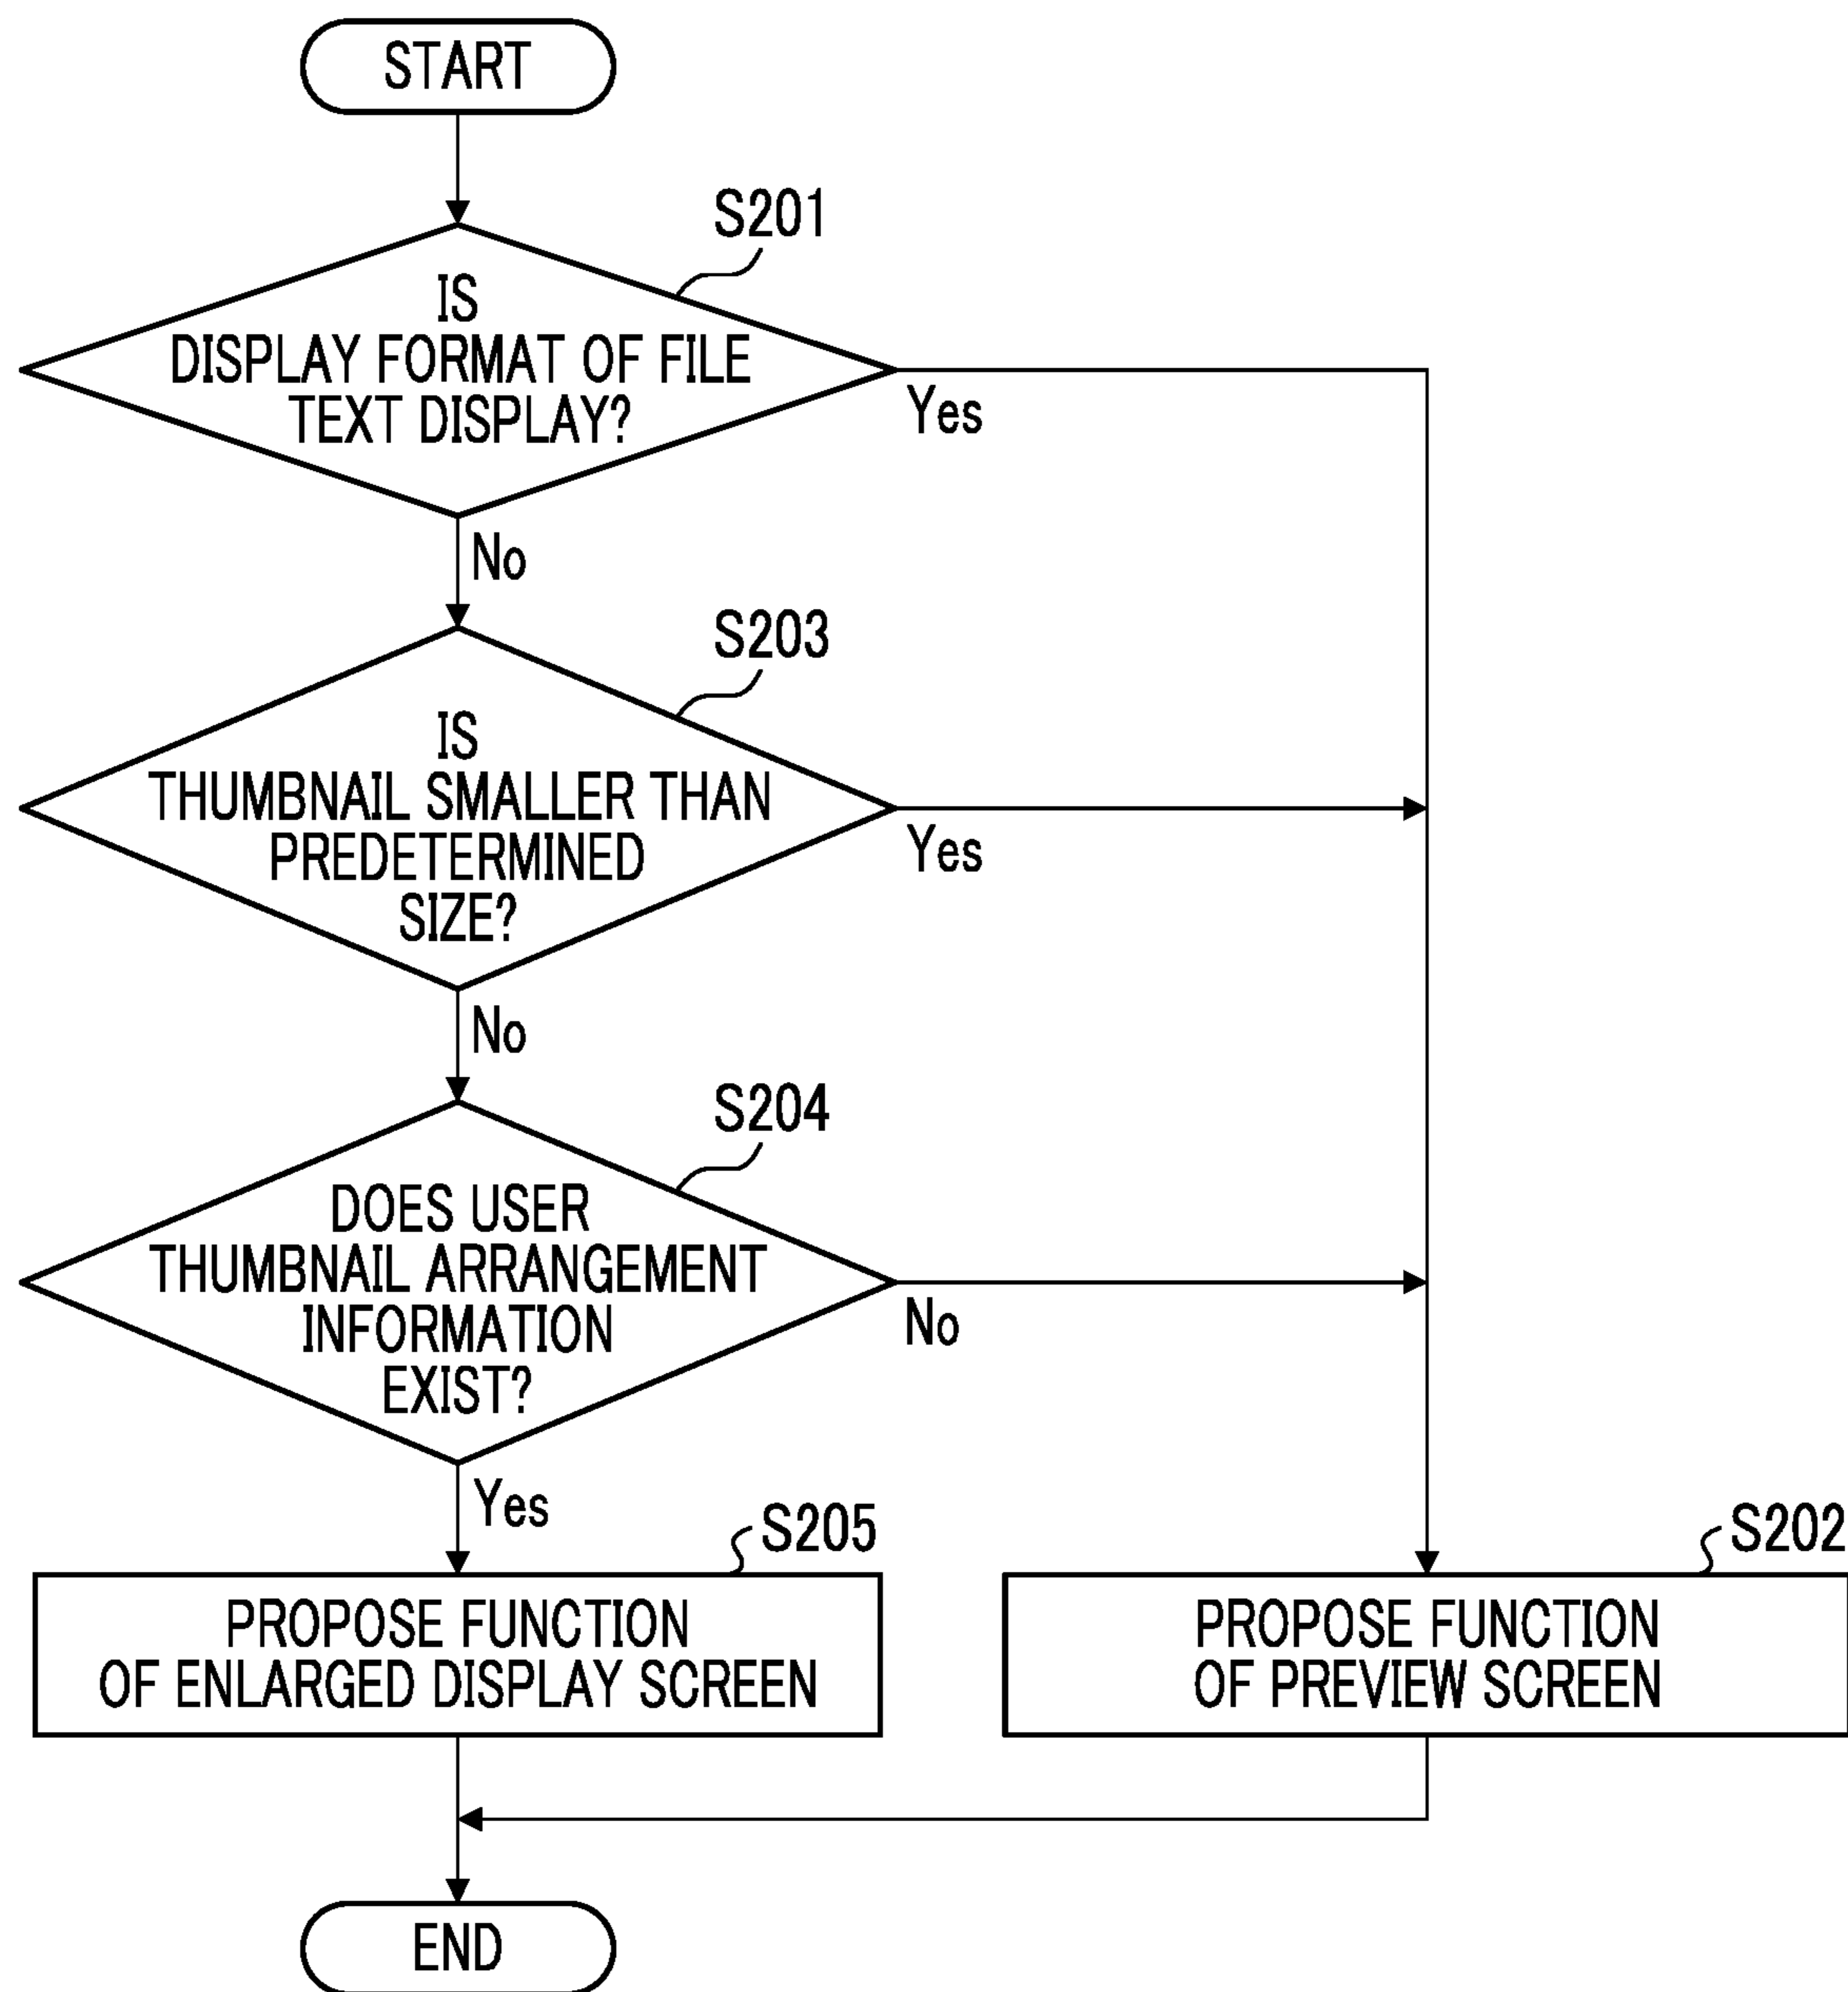 START
S201
IS
DISPLAY FORMAT OF FILE
TEXT DISPLAY?
Yes
No
S203
IS
THUMBNAIL SMALLER THAN
PREDETERMINED
SIZE?
Yes
No
S204
DOES USER
THUMBNAIL ARRANGEMENT
INFORMATION
EXIST?
No
Yes
S205
PROPOSE FUNCTION
OF ENLARGED DISPLAY SCREEN
S202
PROPOSE FUNCTION
OF PREVIEW SCREEN
END